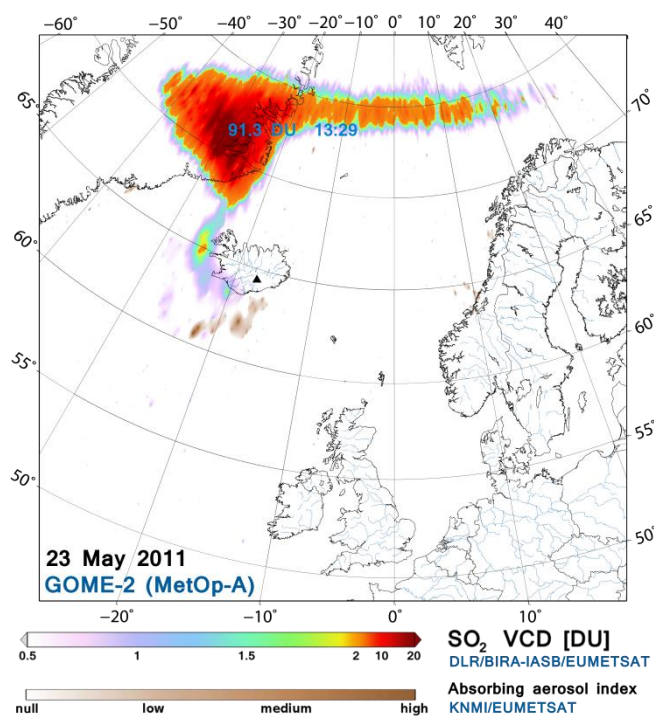 −60° −50° −40° −30° −20° −10° 0° 10° 20° 30° 40°
65°
70°
91.3 DU 13:29
65°
60°
60°
55°
55°
50°
50°
23 May 2011
GOME-2 (MetOp-A)
−20° −10° 0° 10°
SO₂ VCD [DU]
0.5 1 1.5 2 10 20
DLR/BIRA-IASB/EUMETSAT
Absorbing aerosol index
null low medium high
KNMI/EUMETSAT